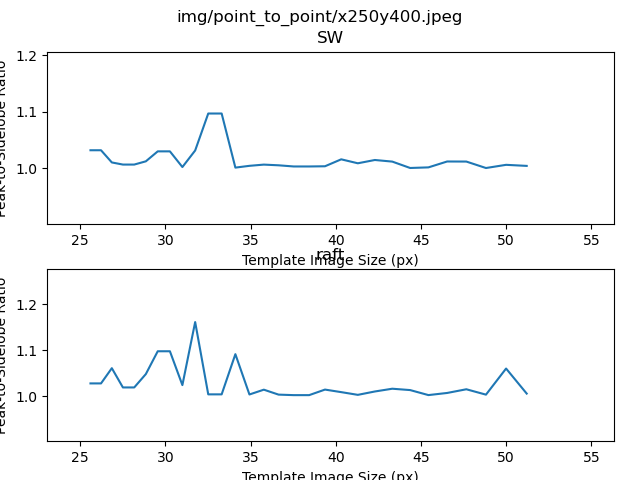 img/point_to_point/x250y400.jpeg
SW
Peak-to-Sidelobe Ratio
1.2
1.1
1.0
25 30 35 40 45 50 55
Template Image Size (px)
raft
Peak-to-Sidelobe Ratio
1.2
1.1
1.0
25 30 35 40 45 50 55
Template Image Size (px)